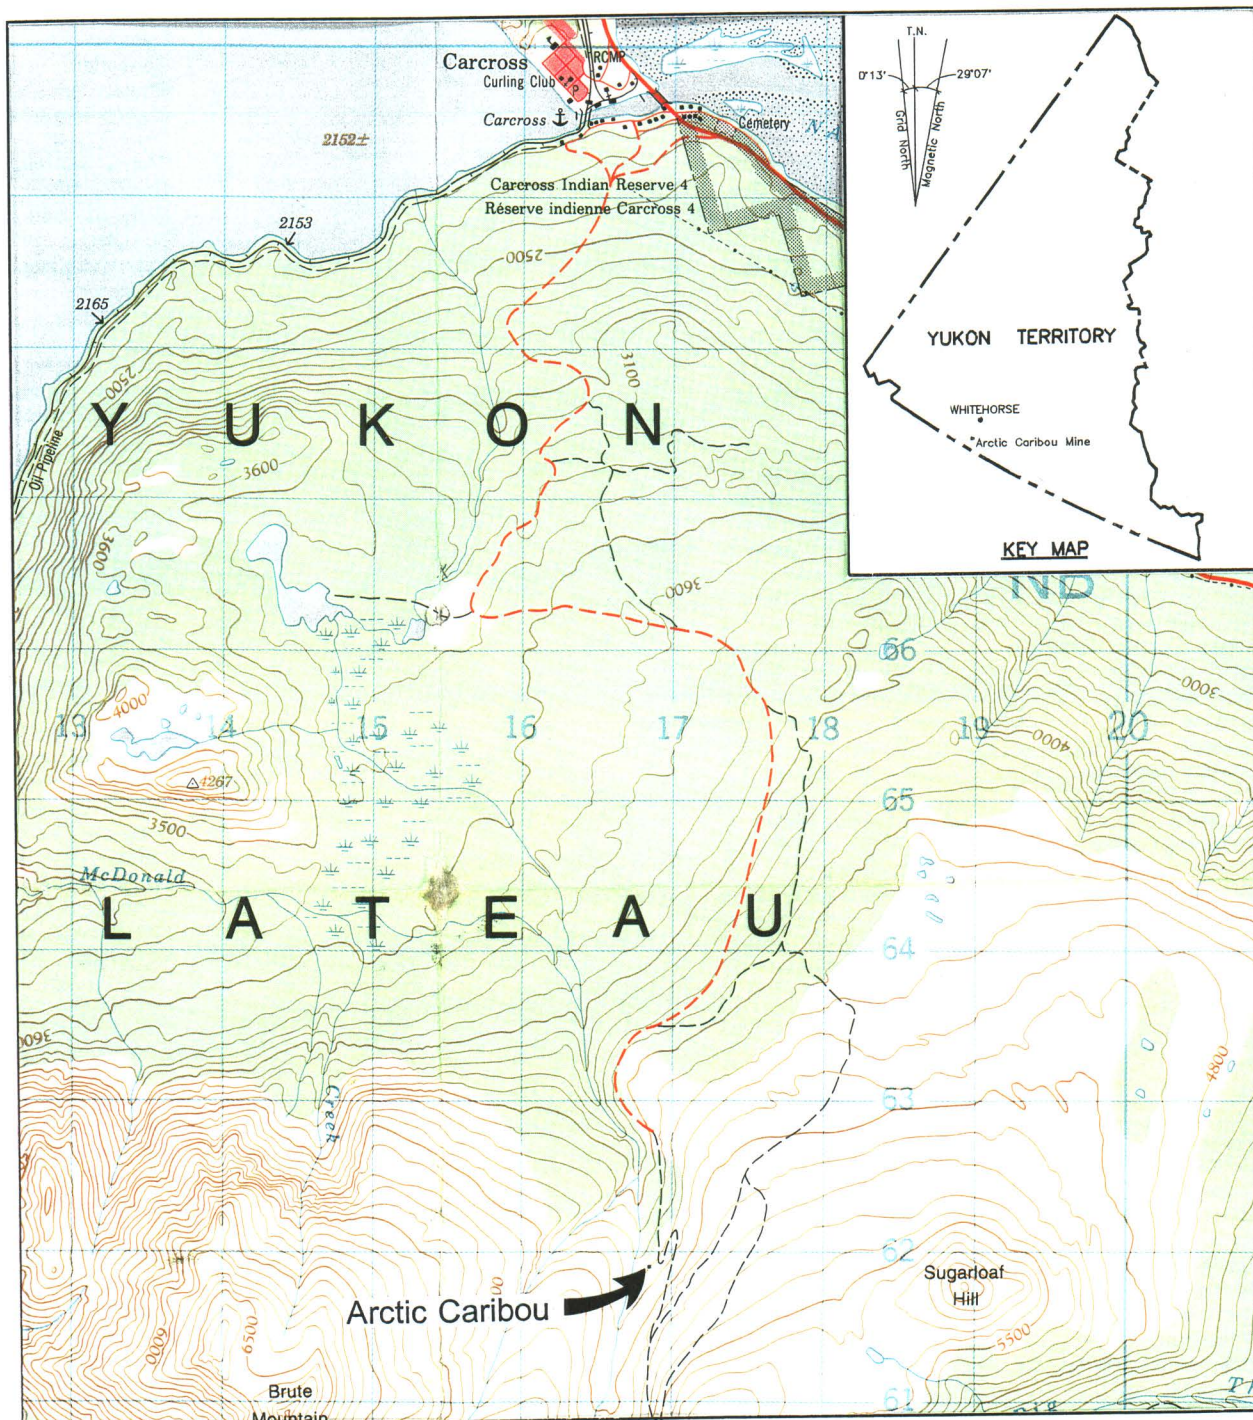 Carcross
RCMP
Curling Club
P
Carcross
Cemetery
NA
2152±
Carcross Indian Reserve 4
Réserve indienne Carcross 4
2153
2165
2500
2500
3100
Oil Pipeline
Y U K O N
3600
3600
3600
T.N.
0°13'
29°07'
Grid North
Magnetic North
YUKON TERRITORY
WHITEHORSE
Arctic Caribou Mine
KEY MAP
NB
66
3000
4000
13
14
15
16
17
18
19
20
4000
4267
65
3500
McDonald
L A T E A U
64
3600
Creek
63
4800
62
Sugarloaf
Hill
Arctic Caribou
5500
6000
6500
Brute
Mountain
61